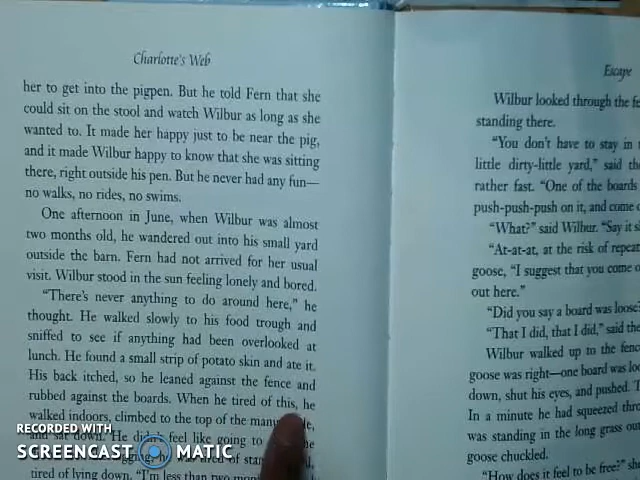 Charlotte's Web
her to get into the pigpen. But he told Fern that she
could sit on the stool and watch Wilbur as long as she
wanted to. It made her happy just to be near the pig,
and it made Wilbur happy to know that she was sitting
there, right outside his pen. But he never had any fun—
no walks, no rides, no swims.
One afternoon in June, when Wilbur was almost
two months old, he wandered out into his small yard
outside the barn. Fern had not arrived for her usual
visit. Wilbur stood in the sun feeling lonely and bored.
"There's never anything to do around here," he
thought. He walked slowly to his food trough and
sniffed to see if anything had been overlooked at
lunch. He found a small strip of potato skin and ate it.
His back itched, so he leaned against the fence and
rubbed against the boards. When he tired of this, he
walked indoors, climbed to the top of the
and sat down. He didn't feel like going to
tired of lying down. "I'm less than two
Escape
Wilbur looked through the
standing there.
"You don't have to stay in
little dirty-little yard," said
rather fast. "One of the boards
push-push-push on it, and come
"What?" said Wilbur. "Say it
"At-at-at, at the risk of
goose, "I suggest that you come
out here."
"Did you say a board was loose?
"That I did, that I did," said the
Wilbur walked up to the
goose was right—one board was
down, shut his eyes, and pushed.
In a minute he had squeezed
was standing in the long grass
goose chuckled.
"How does it feel to be free?"
RECORDED WITH
SCREENCAST MATIC